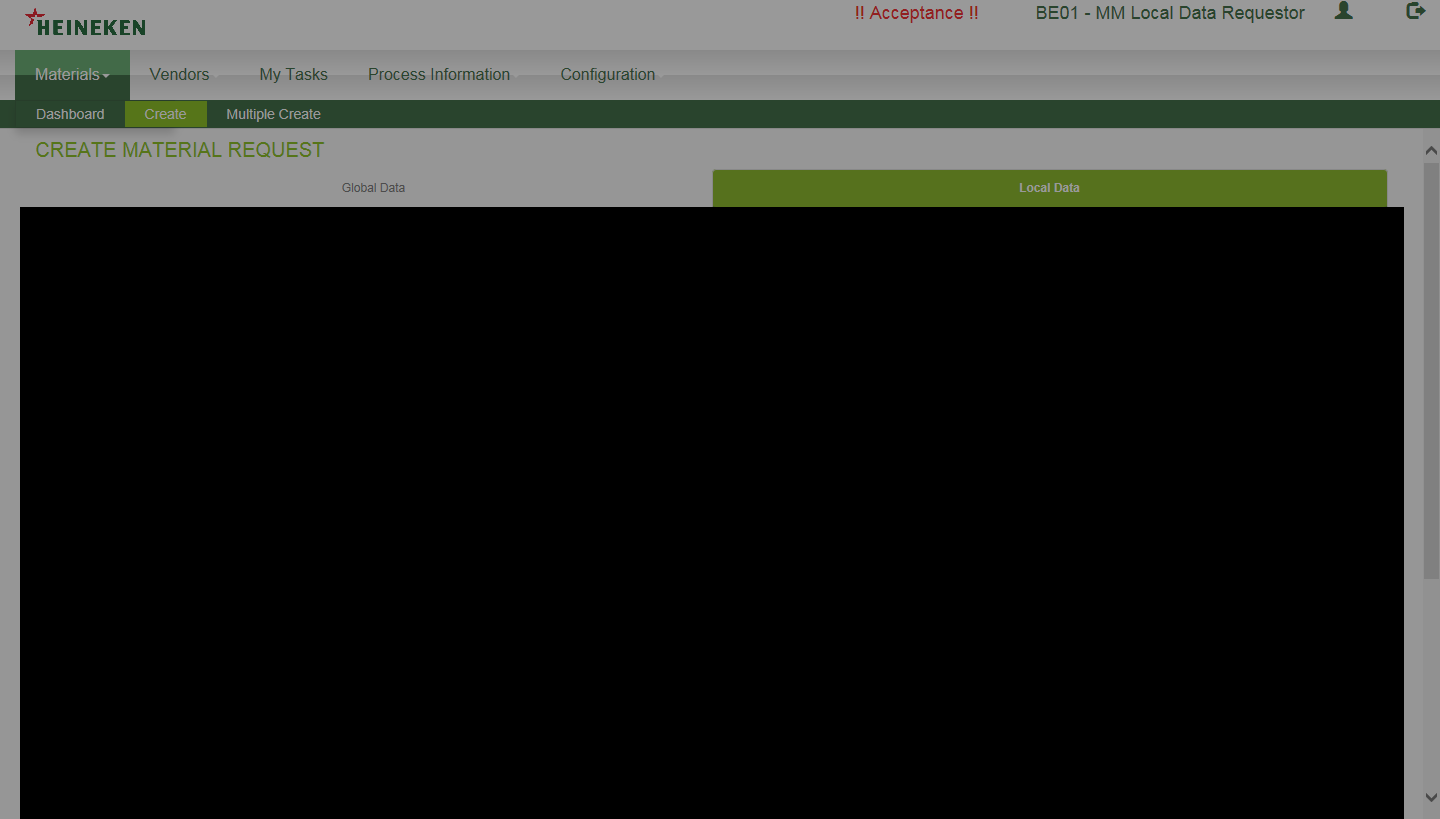 HEINEKEN
!! Acceptance !! BE01 - MM Local Data Requestor
Materials Vendors My Tasks Process Information Configuration
Dashboard Create Multiple Create
CREATE MATERIAL REQUEST
Global Data Local Data